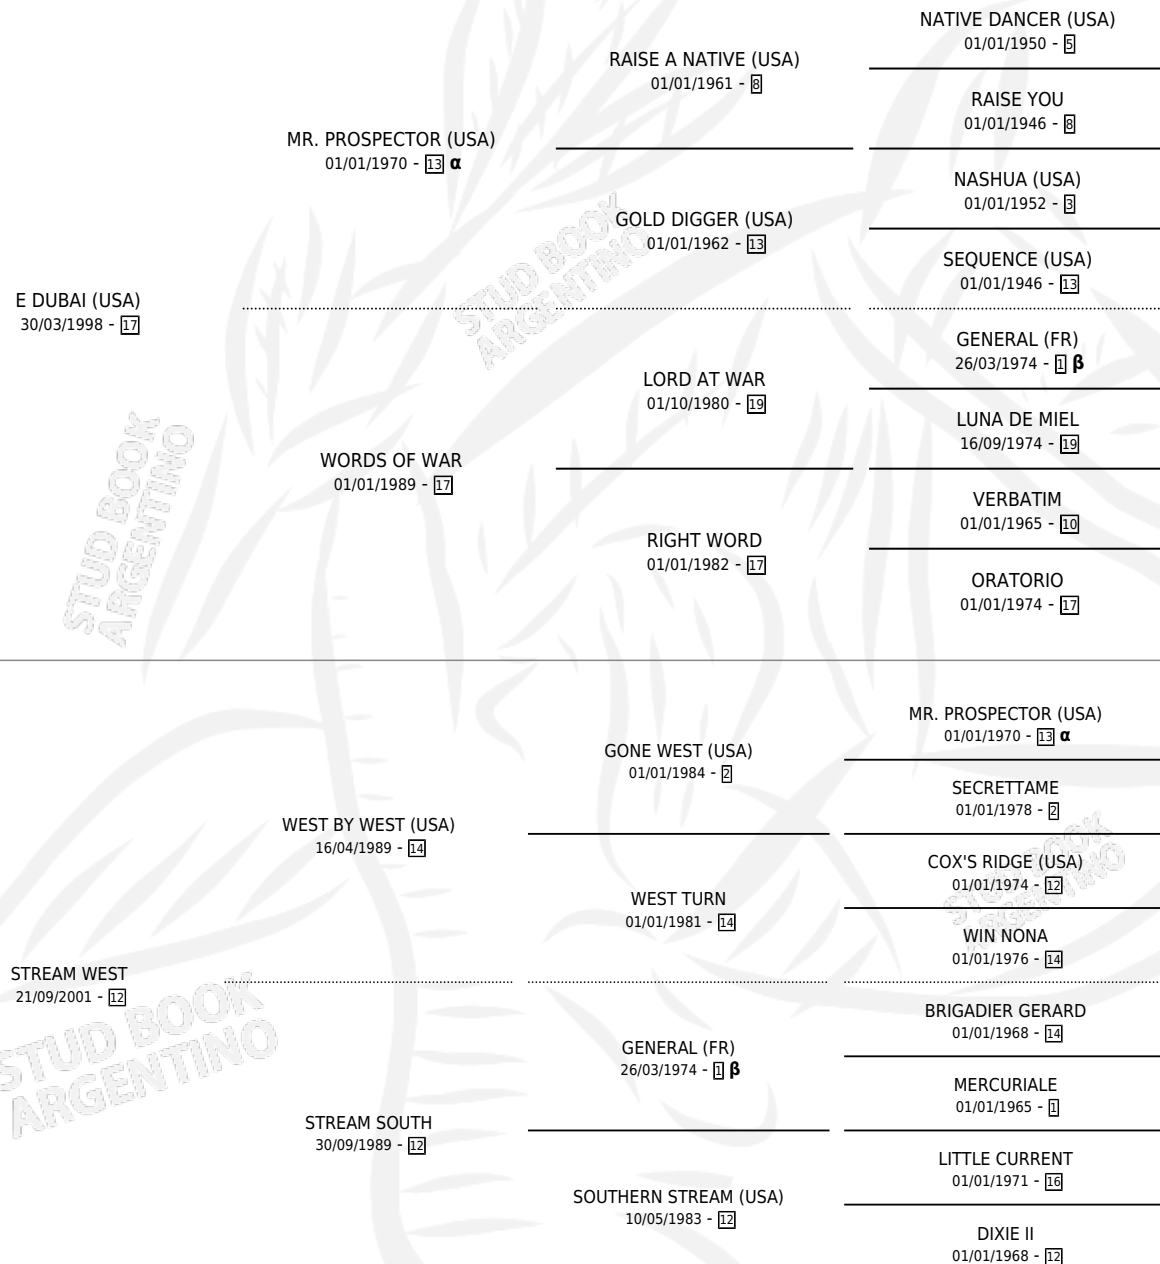 NATIVE DANCER (USA)
01/01/1950 - 5
RAISE A NATIVE (USA)
01/01/1961 - 8
RAISE YOU
01/01/1946 - 8
MR. PROSPECTOR (USA)
01/01/1970 - 13 α
NASHUA (USA)
01/01/1952 - 3
GOLD DIGGER (USA)
01/01/1962 - 13
SEQUENCE (USA)
01/01/1946 - 13
E DUBAI (USA)
30/03/1998 - 17
GENERAL (FR)
26/03/1974 - 1 β
LORD AT WAR
01/10/1980 - 19
LUNA DE MIEL
16/09/1974 - 19
WORDS OF WAR
01/01/1989 - 17
VERBATIM
01/01/1965 - 10
RIGHT WORD
01/01/1982 - 17
ORATORIO
01/01/1974 - 17
MR. PROSPECTOR (USA)
01/01/1970 - 13 α
GONE WEST (USA)
01/01/1984 - 2
SECRETTAME
01/01/1978 - 2
WEST BY WEST (USA)
16/04/1989 - 14
COX'S RIDGE (USA)
01/01/1974 - 12
WEST TURN
01/01/1981 - 14
WIN NONA
01/01/1976 - 14
STREAM WEST
21/09/2001 - 12
BRIGADIER GERARD
01/01/1968 - 14
GENERAL (FR)
26/03/1974 - 1 β
MERCURIALE
01/01/1965 - 1
STREAM SOUTH
30/09/1989 - 12
LITTLE CURRENT
01/01/1971 - 16
SOUTHERN STREAM (USA)
10/05/1983 - 12
DIXIE II
01/01/1968 - 12
STUD BOOK
ARGENTINO
STUD BOOK
ARGENTINO
STUD BOOK
ARGENTINO
STUD BOOK
ARGENTINO